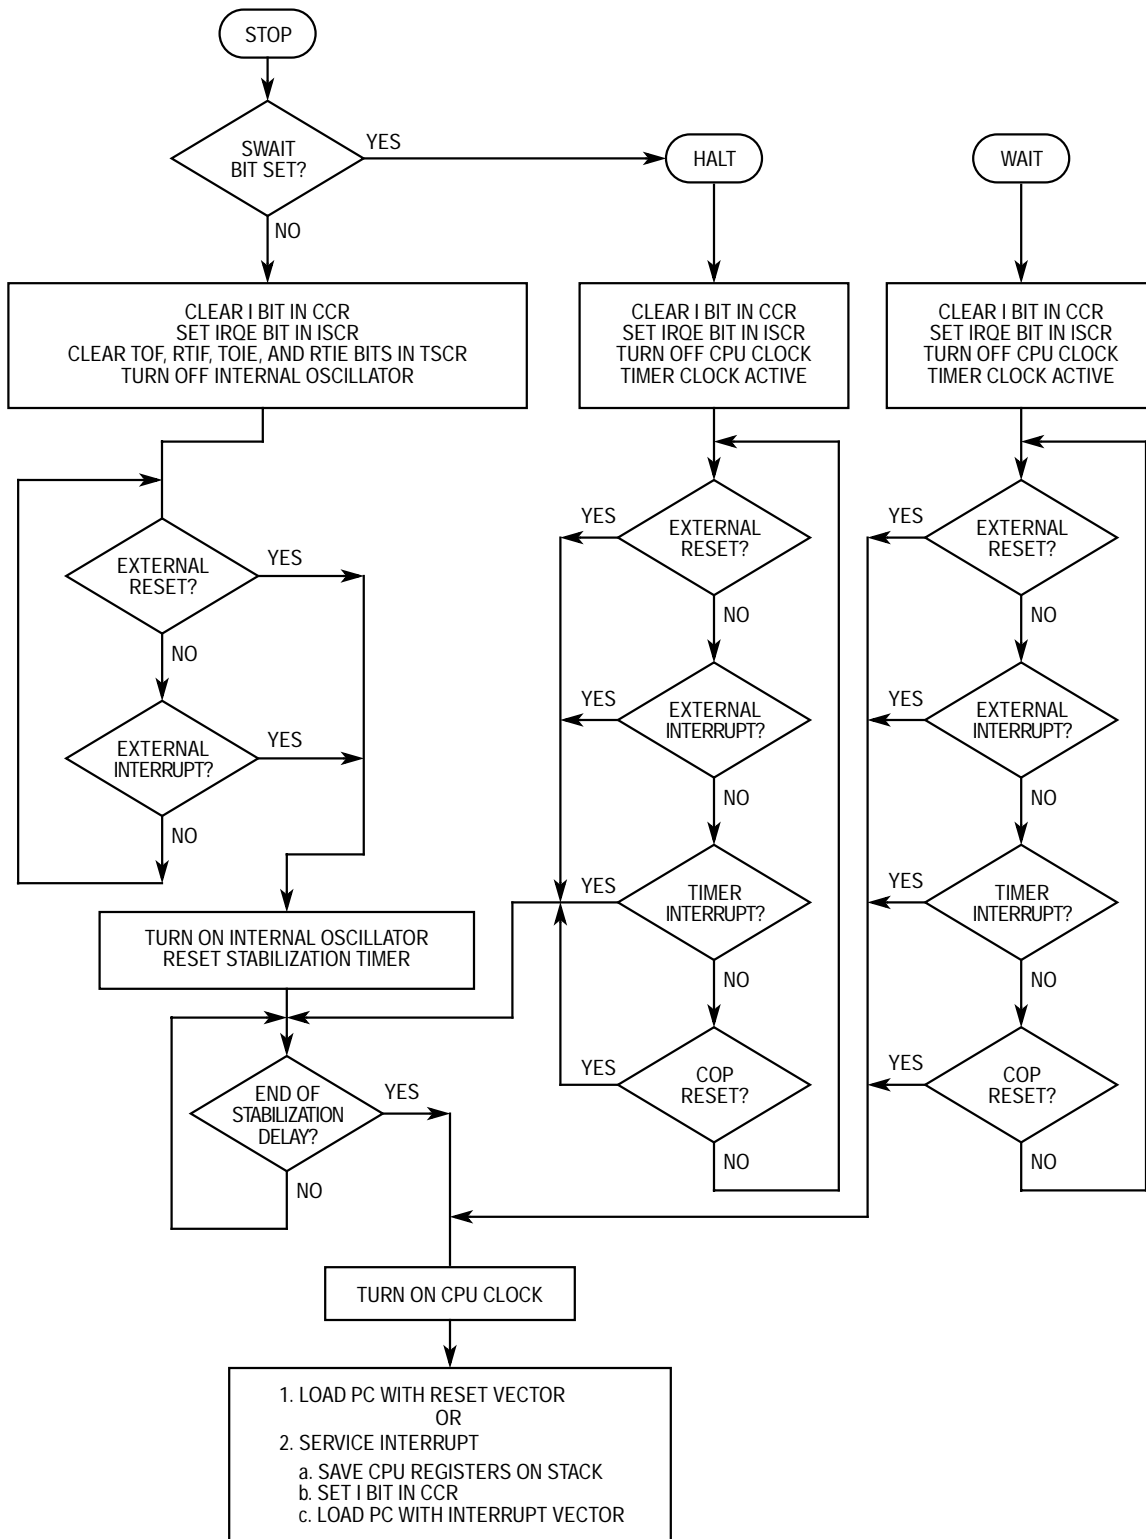 STOP
SWAIT
BIT SET?
YES
NO
HALT
WAIT
CLEAR I BIT IN CCR
SET IRQE BIT IN ISCR
CLEAR TOF, RTIF, TOIE, AND RTIE BITS IN TSCR
TURN OFF INTERNAL OSCILLATOR
CLEAR I BIT IN CCR
SET IRQE BIT IN ISCR
TURN OFF CPU CLOCK
TIMER CLOCK ACTIVE
CLEAR I BIT IN CCR
SET IRQE BIT IN ISCR
TURN OFF CPU CLOCK
TIMER CLOCK ACTIVE
EXTERNAL
RESET?
YES
NO
EXTERNAL
INTERRUPT?
YES
NO
TURN ON INTERNAL OSCILLATOR
RESET STABILIZATION TIMER
END OF
STABILIZATION
DELAY?
YES
NO
YES
EXTERNAL
RESET?
NO
YES
EXTERNAL
INTERRUPT?
NO
YES
TIMER
INTERRUPT?
NO
YES
COP
RESET?
NO
YES
EXTERNAL
RESET?
NO
YES
EXTERNAL
INTERRUPT?
NO
YES
TIMER
INTERRUPT?
NO
YES
COP
RESET?
NO
TURN ON CPU CLOCK
1. LOAD PC WITH RESET VECTOR
OR
2. SERVICE INTERRUPT
a. SAVE CPU REGISTERS ON STACK
b. SET I BIT IN CCR
c. LOAD PC WITH INTERRUPT VECTOR